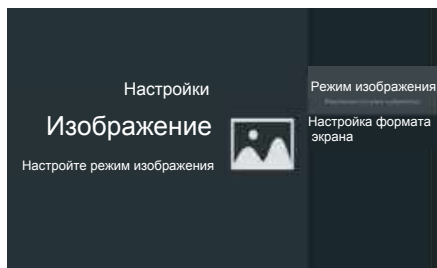 Настройки
Изображение
Настройте режим изображения
Режим изображения
Настройка формата
экрана